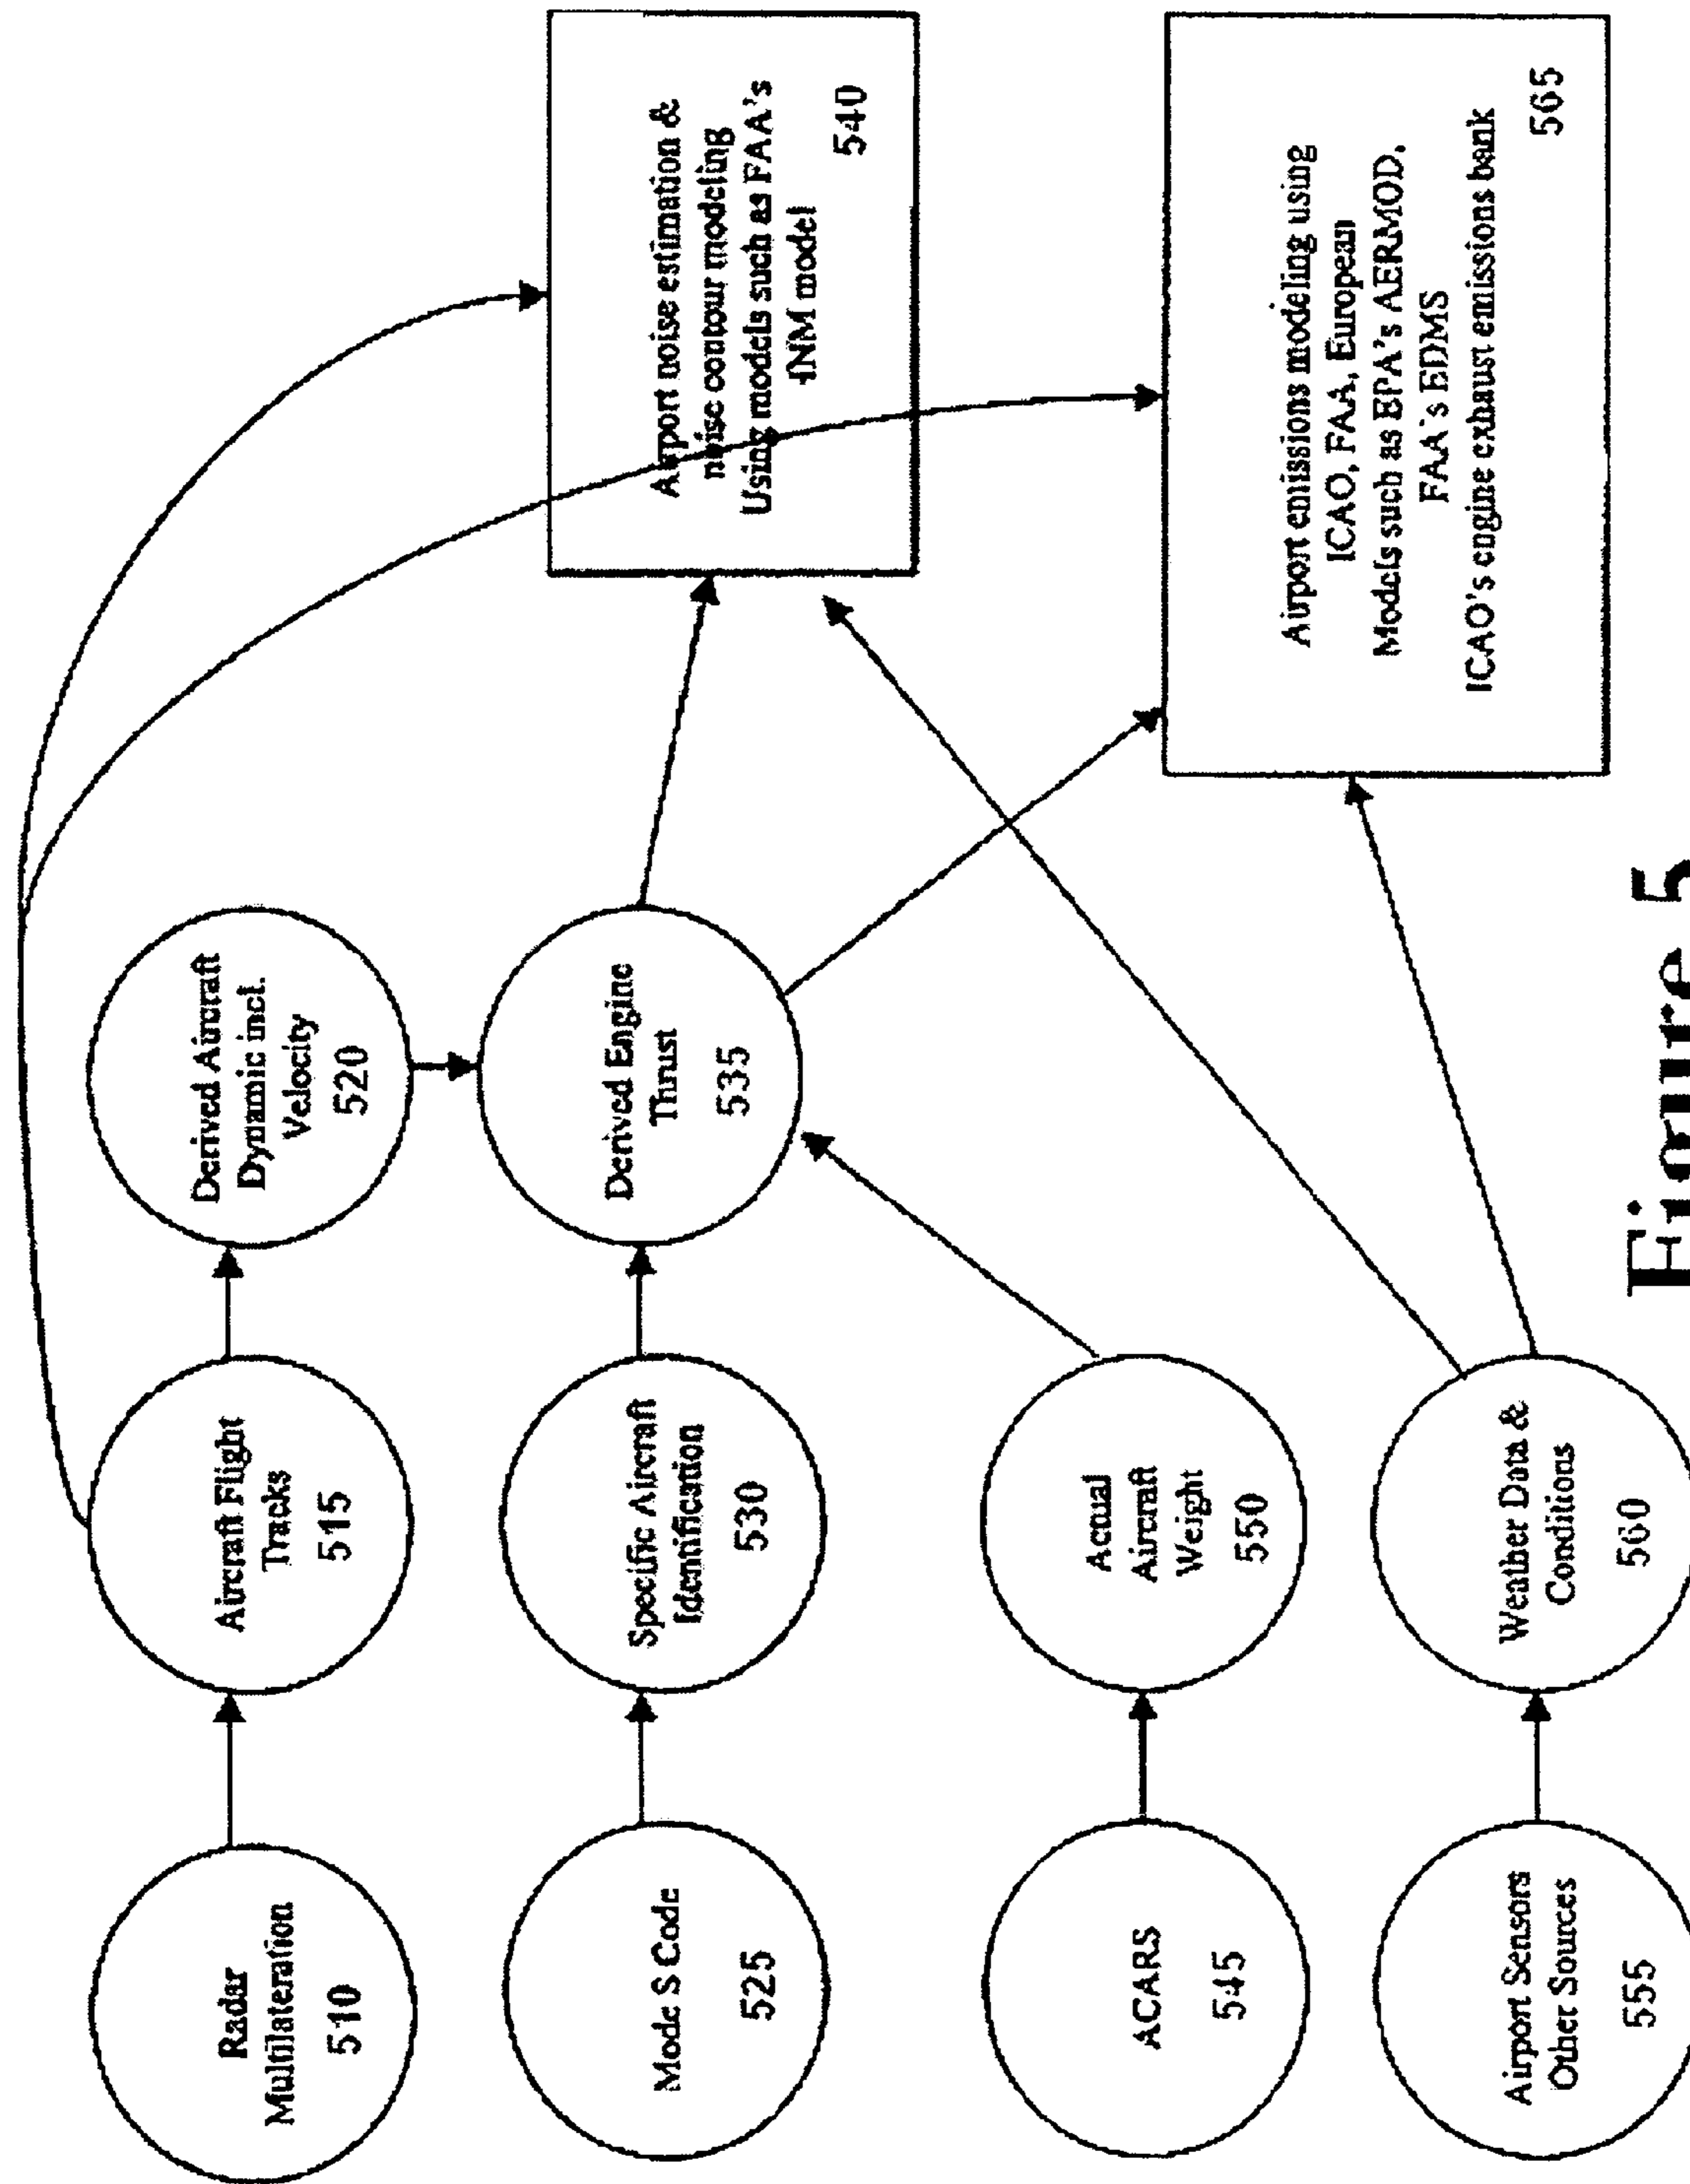 Radar
Multilateration
510
Aircraft Flight
Tracks
515
Derived Aircraft
Dynamic incl.
Velocity
520
Mode S Code
525
Specific Aircraft
Identification
530
Derived Engine
Thrust
535
Airport noise estimation &
noise contour modeling
Using models such as FAA's
INM model
540
ACARS
545
Actual
Aircraft
Weight
550
Airport Sensors
Other Sources
555
Weather Data &
Conditions
560
Airport emissions modeling using
ICAO, FAA, European
Models such as EPA's AERMOD,
FAA's EDMS
ICAO's engine exhaust emissions bank
565
Figure 5